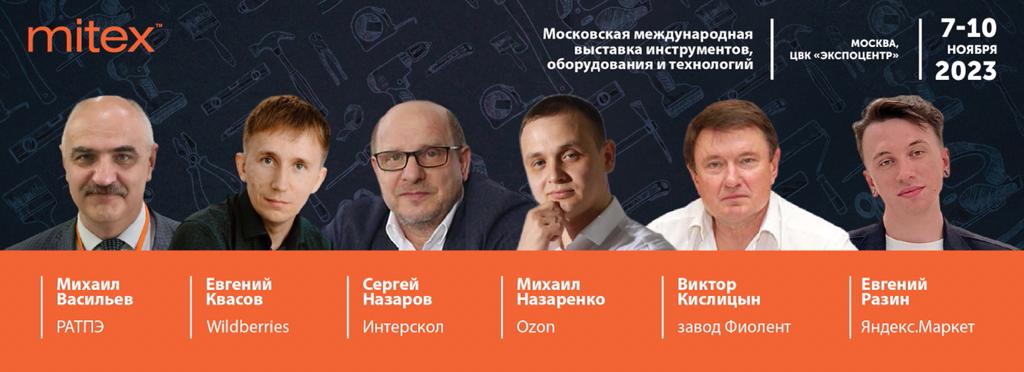 mitex™
Московская международная
выставка инструментов,
оборудования и технологий
МОСКВА,
ЦВК «ЭКСПОЦЕНТР»
7-10
НОЯБРЯ
2023
Михаил
Васильев
РАТПЭ
Евгений
Квасов
Wildberries
Сергей
Назаров
Интерскол
Михаил
Назаренко
Ozon
Виктор
Кислицын
завод Фиолент
Евгений
Разин
Яндекс.Маркет